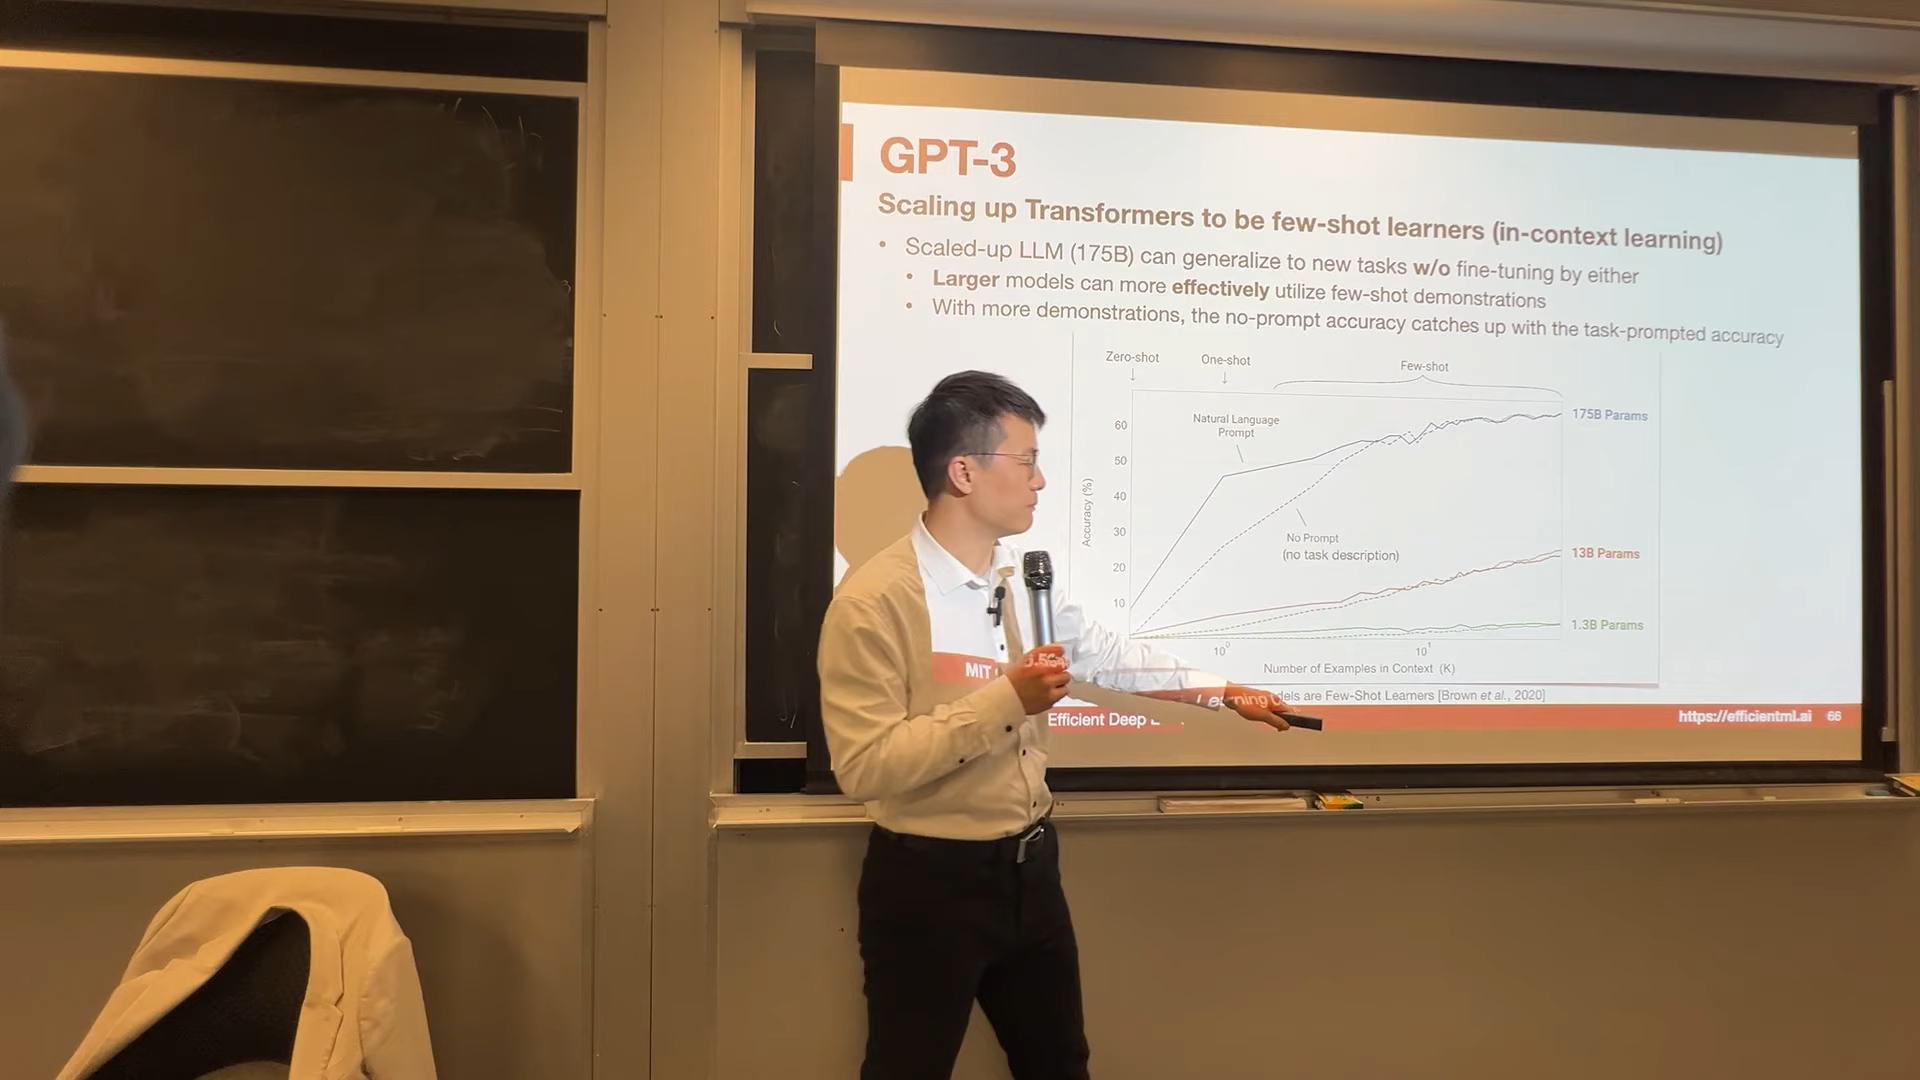 GPT-3
Scaling up Transformers to be few-shot learners (in-context learning)
• Scaled-up LLM (175B) can generalize to new tasks w/o fine-tuning by either
• Larger models can more effectively utilize few-shot demonstrations
• With more demonstrations, the no-prompt accuracy catches up with the task-prompted accuracy
Zero-shot
One-shot
Few-shot
Natural Language
Prompt
No Prompt
(no task description)
175B Params
13B Params
1.3B Params
Accuracy (%)
60
50
40
30
20
10
10⁰
10¹
Number of Examples in Context (K)
are Few-Shot Learners [Brown et al., 2020]
MIT
Efficient Deep
https://efficientml.ai
66